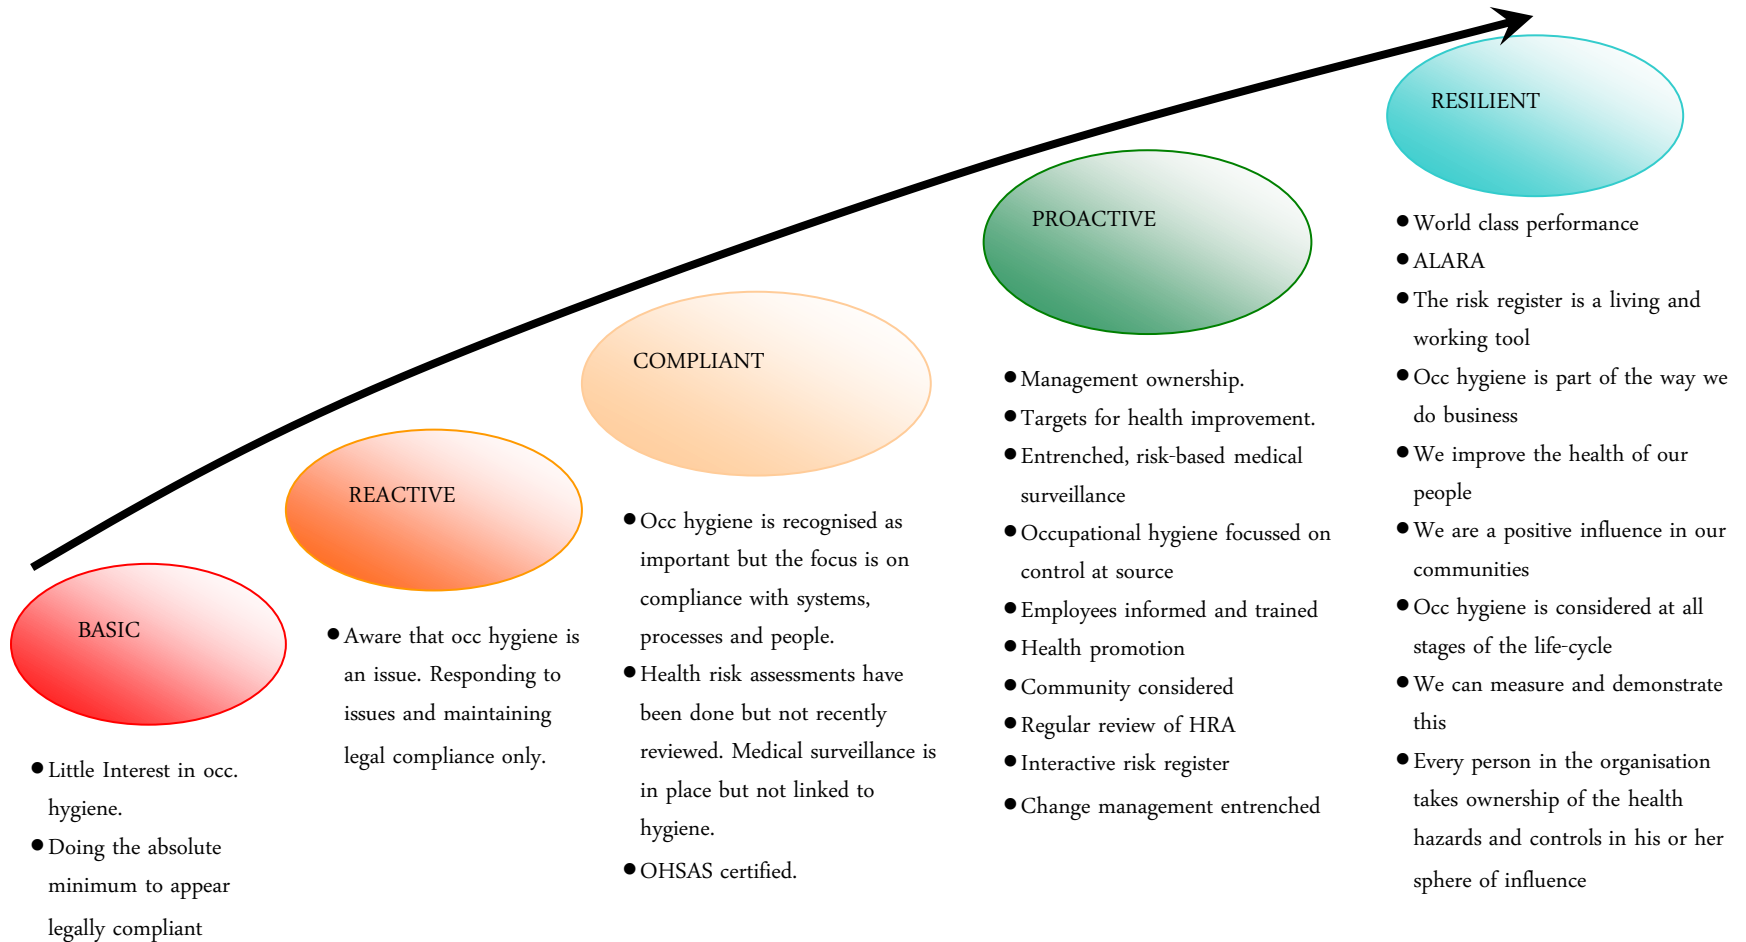 BASIC
● Little Interest in occ.
hygiene.
● Doing the absolute
minimum to appear
legally compliant
REACTIVE
● Aware that occ hygiene is
an issue. Responding to
issues and maintaining
legal compliance only.
COMPLIANT
● Occ hygiene is recognised as
important but the focus is on
compliance with systems,
processes and people.
● Health risk assessments have
been done but not recently
reviewed. Medical surveillance is
in place but not linked to
hygiene.
● OHSAS certified.
PROACTIVE
● Management ownership.
● Targets for health improvement.
● Entrenched, risk-based medical
surveillance
● Occupational hygiene focussed on
control at source
● Employees informed and trained
● Health promotion
● Community considered
● Regular review of HRA
● Interactive risk register
● Change management entrenched
RESILIENT
● World class performance
● ALARA
● The risk register is a living and
working tool
● Occ hygiene is part of the way we
do business
● We improve the health of our
people
● We are a positive influence in our
communities
● Occ hygiene is considered at all
stages of the life-cycle
● We can measure and demonstrate
this
● Every person in the organisation
takes ownership of the health
hazards and controls in his or her
sphere of influence